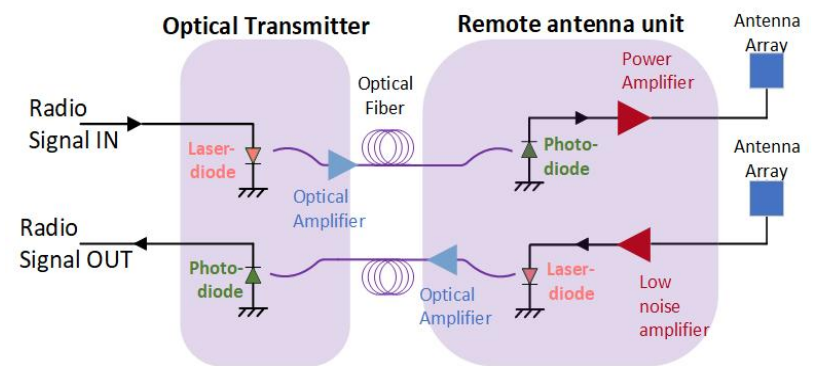 Optical Transmitter
Remote antenna unit
Antenna
Array
Power
Amplifier
Optical
Fiber
Radio
Signal IN
Laser-
diode
Photo-
diode
Optical
Amplifier
Antenna
Array
Radio
Signal OUT
Photo-
diode
Optical
Amplifier
Laser-
diode
Low
noise
amplifier